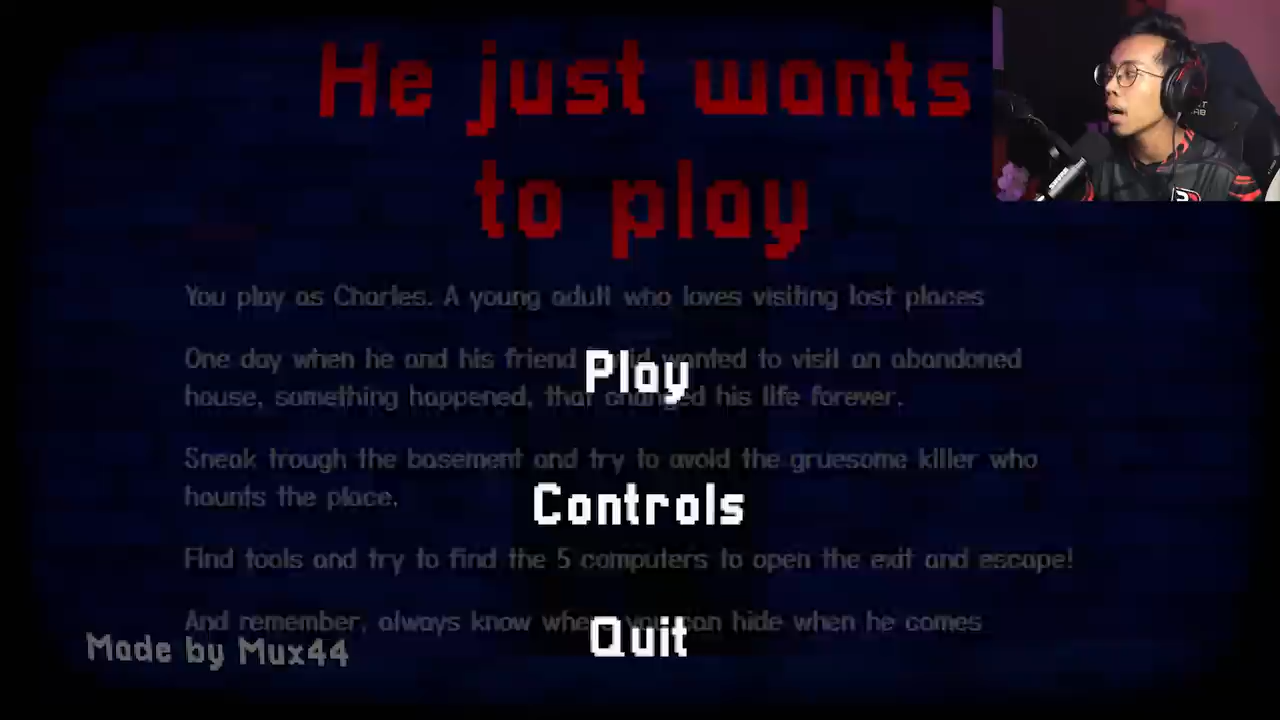 He just wants
to play
You play as Charles. A young adult who loves visiting lost places
One day when he and his friend wanted to visit an abandoned
Play
house, something happened, that changed his life forever.
Sneak trough the basement and try to avoid the gruesome killer who
haunts the place.
Controls
Find tools and try to find the 5 computers to open the exit and escape!
And remember, always know where you can hide when he comes
Quit
Made by Mux44